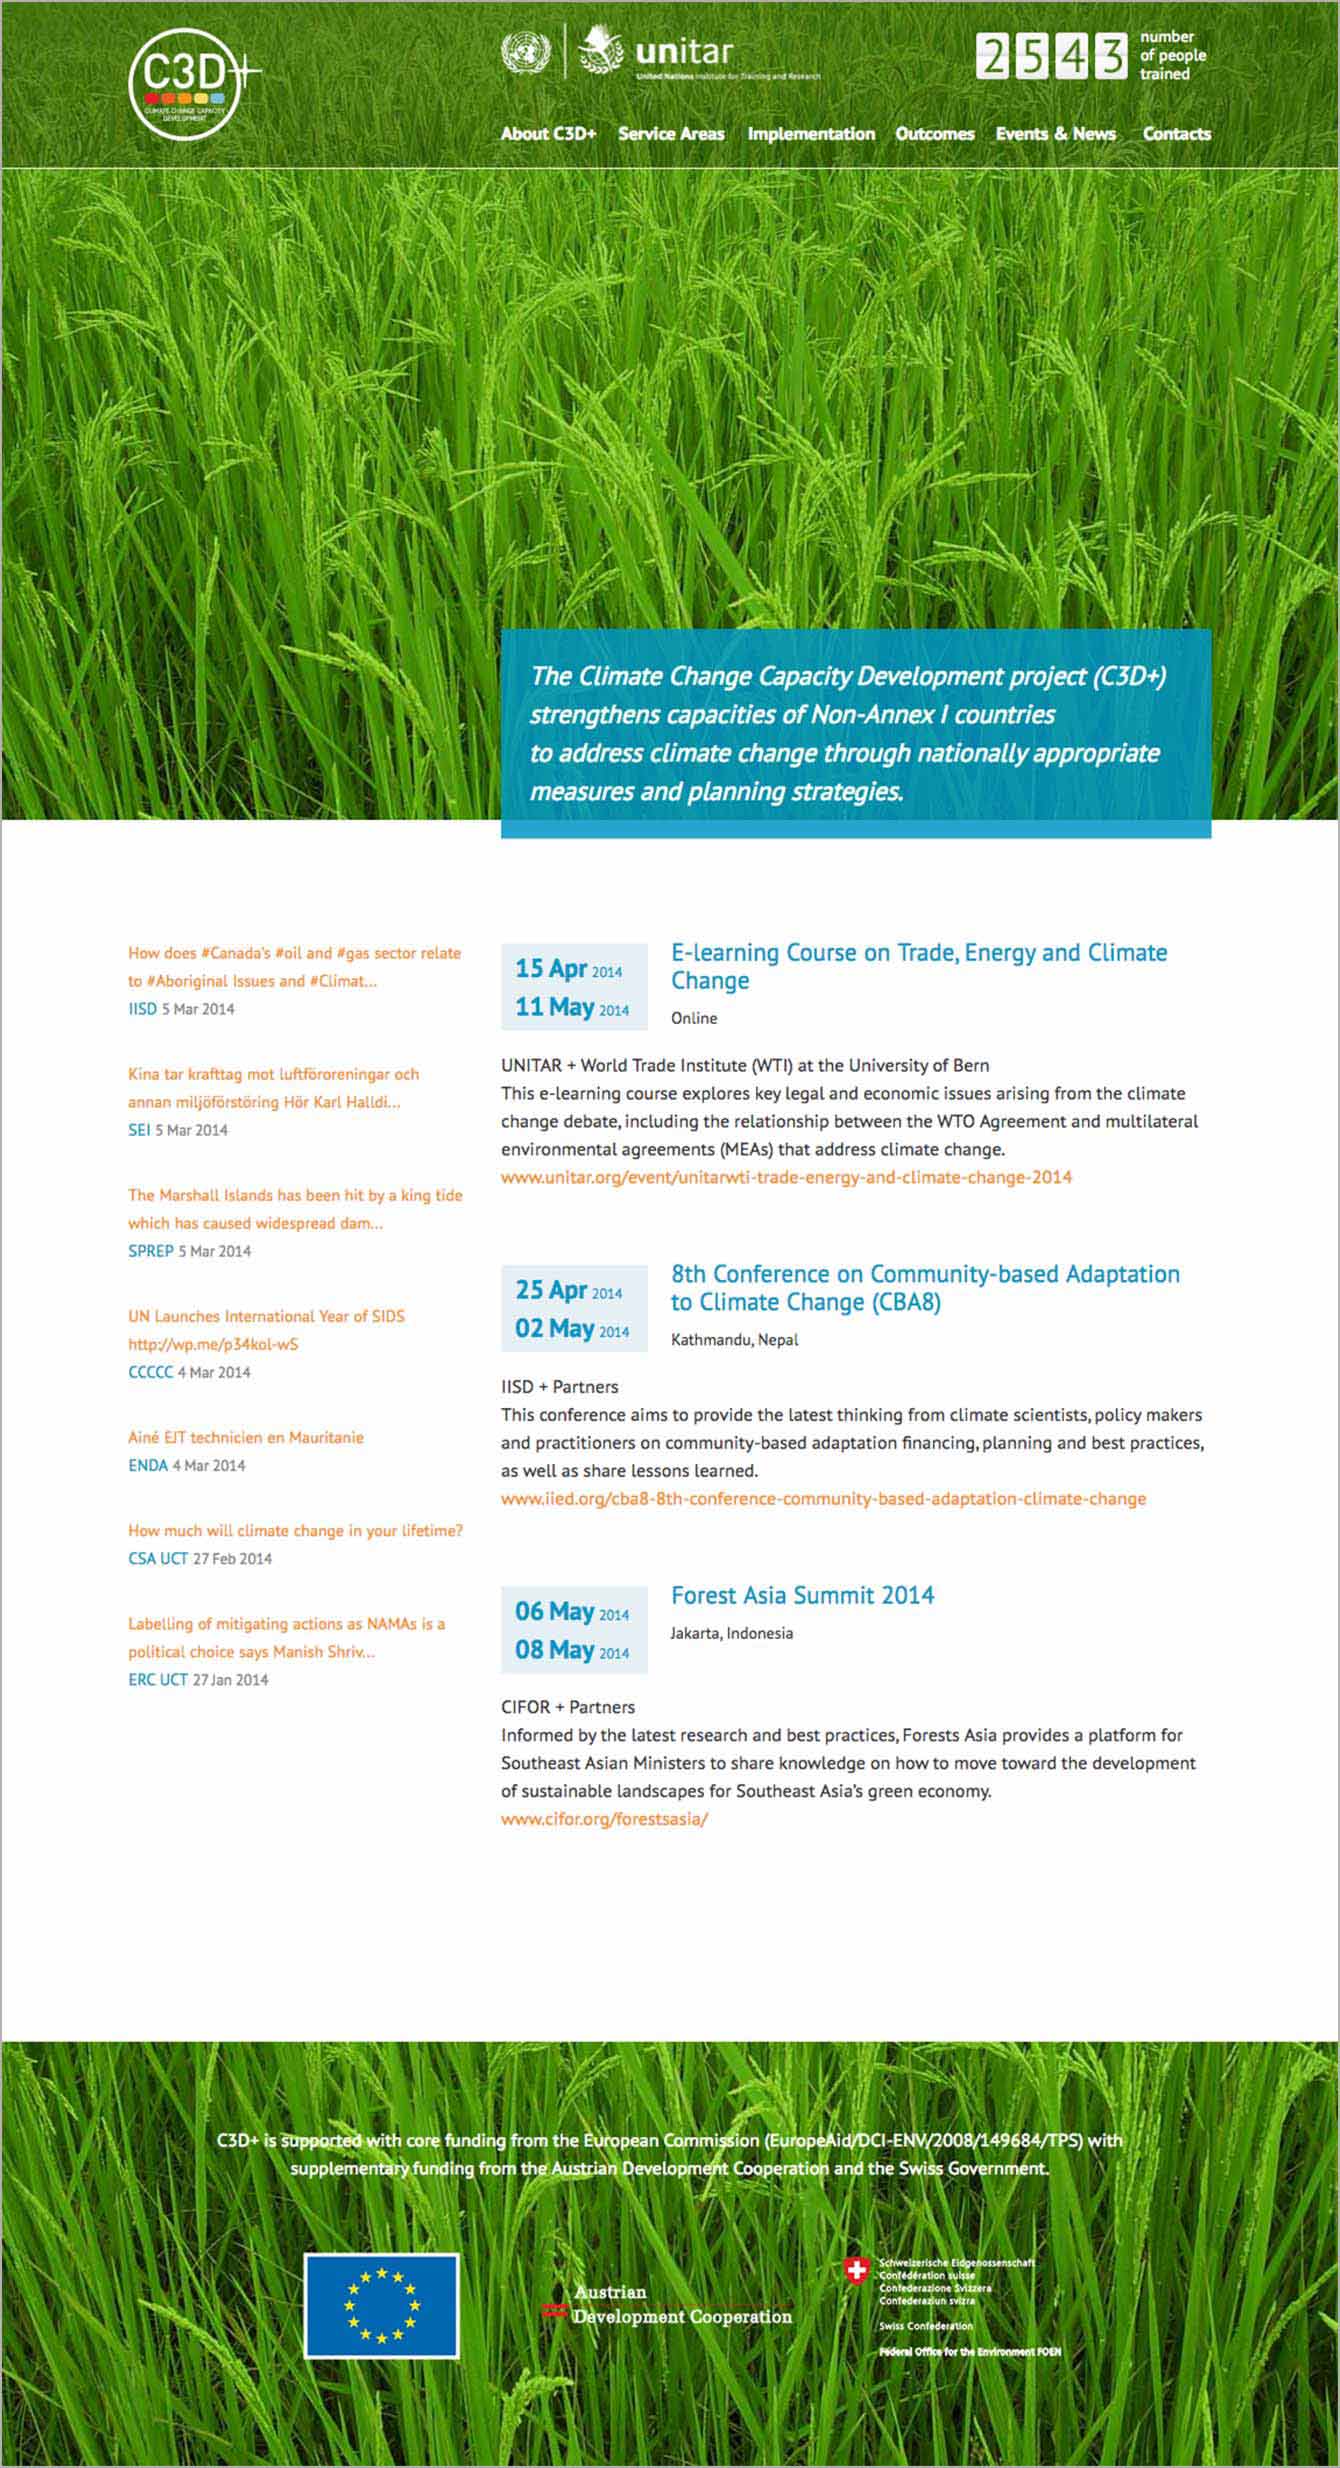 C3D+
CLIMATE CHANGE CAPACITY
DEVELOPMENT
unitar
United Nations Institute for Training and Research
2543
number
of people
trained
About C3D+ Service Areas Implementation Outcomes Events & News Contacts
The Climate Change Capacity Development project (C3D+)
strengthens capacities of Non-Annex I countries
to address climate change through nationally appropriate
measures and planning strategies.
How does #Canada's #oil and #gas sector relate
to #Aboriginal Issues and #Climat...
IISD 5 Mar 2014
Kina tar krafttag mot luftföroreningar och
annan miljöförstöring Hör Karl Halldi...
SEI 5 Mar 2014
The Marshall Islands has been hit by a king tide
which has caused widespread dam...
SPREP 5 Mar 2014
UN Launches International Year of SIDS
http://wp.me/p34kol-wS
CCCCC 4 Mar 2014
Ainé EJT technicien en Mauritanie
ENDA 4 Mar 2014
How much will climate change in your lifetime?
CSA UCT 27 Feb 2014
Labelling of mitigating actions as NAMAs is a
political choice says Manish Shriv...
ERC UCT 27 Jan 2014
15 Apr 2014
11 May 2014
E-learning Course on Trade, Energy and Climate
Change
Online
UNITAR + World Trade Institute (WTI) at the University of Bern
This e-learning course explores key legal and economic issues arising from the climate
change debate, including the relationship between the WTO Agreement and multilateral
environmental agreements (MEAs) that address climate change.
www.unitar.org/event/unitarwti-trade-energy-and-climate-change-2014
25 Apr 2014
02 May 2014
8th Conference on Community-based Adaptation
to Climate Change (CBA8)
Kathmandu, Nepal
IISD + Partners
This conference aims to provide the latest thinking from climate scientists, policy makers
and practitioners on community-based adaptation financing, planning and best practices,
as well as share lessons learned.
www.iied.org/cba8-8th-conference-community-based-adaptation-climate-change
06 May 2014
08 May 2014
Forest Asia Summit 2014
Jakarta, Indonesia
CIFOR + Partners
Informed by the latest research and best practices, Forests Asia provides a platform for
Southeast Asian Ministers to share knowledge on how to move toward the development
of sustainable landscapes for Southeast Asia's green economy.
www.cifor.org/forestsasia/
C3D+ is supported with core funding from the European Commission (EuropeAid/DCI-ENV/2008/149684/TPS) with
supplementary funding from the Austrian Development Cooperation and the Swiss Government.
Austrian
Development Cooperation
Schweizerische Eidgenossenschaft
Confédération suisse
Confederazione Svizzera
Confederaziun svizra
Swiss Confederation
Federal Office for the Environment FOEN